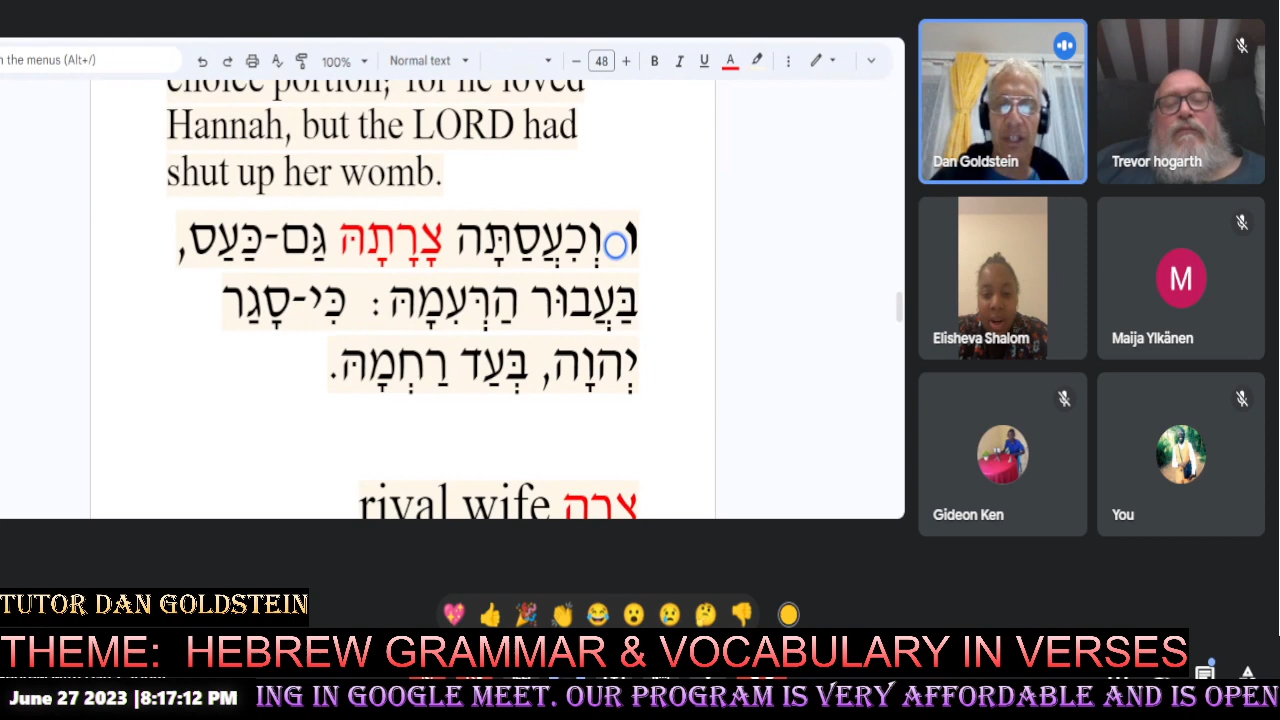 n the menus (Alt+/)
100%
Normal text
48
B I U A
choice portion; for he loved
Hannah, but the LORD had
shut up her womb.
ו וְכִעֲסַתָּה צָרָתָהּ גַּם-כַּעַס,
בַּעֲבוּר הַרְּעִמָהּ: כִּי-סָגַר
יְהוָה, בְּעַד רַחְמָהּ.
rival wife צרה
Dan Goldstein
Trevor hogarth
Elisheva Shalom
M
Maija Ylkänen
Gideon Ken
You
TUTOR DAN GOLDSTEIN
THEME: HEBREW GRAMMAR & VOCABULARY IN VERSES
June 27 2023 |8:17:12 PM
ING IN GOOGLE MEET. OUR PROGRAM IS VERY AFFORDABLE AND IS OPEN